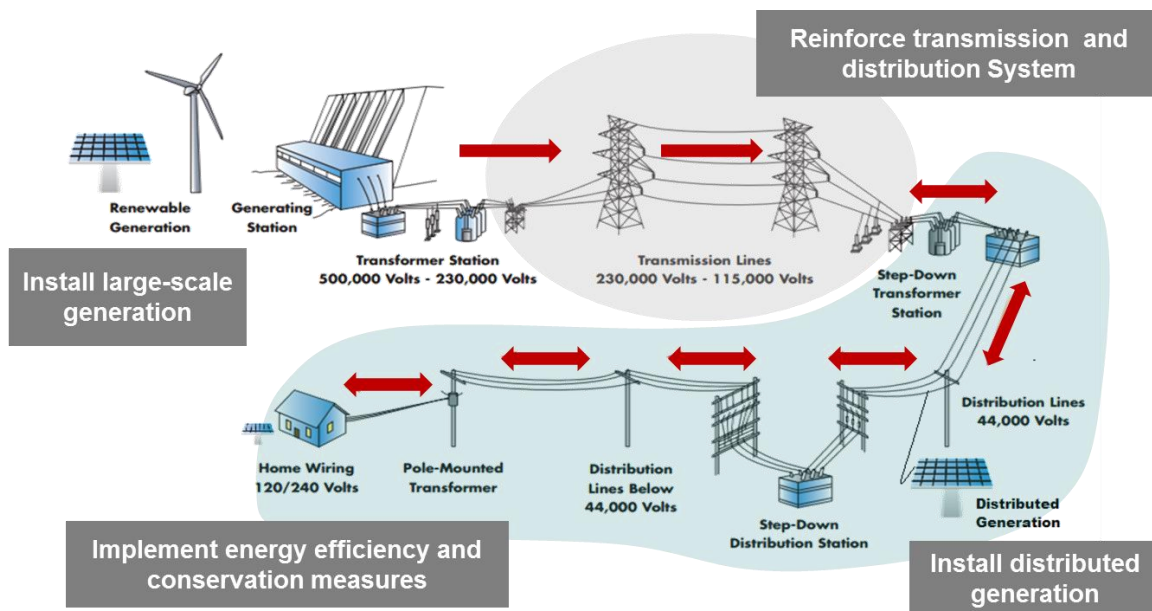 Reinforce transmission and
distribution System
Renewable
Generation
Generating
Station
Install large-scale
generation
Transformer Station
500,000 Volts - 230,000 Volts
Transmission Lines
230,000 Volts - 115,000 Volts
Step-Down
Transformer
Station
Distribution Lines
44,000 Volts
Home Wiring
120/240 Volts
Pole-Mounted
Transformer
Distribution
Lines Below
44,000 Volts
Step-Down
Distribution Station
Distributed
Generation
Implement energy efficiency and
conservation measures
Install distributed
generation